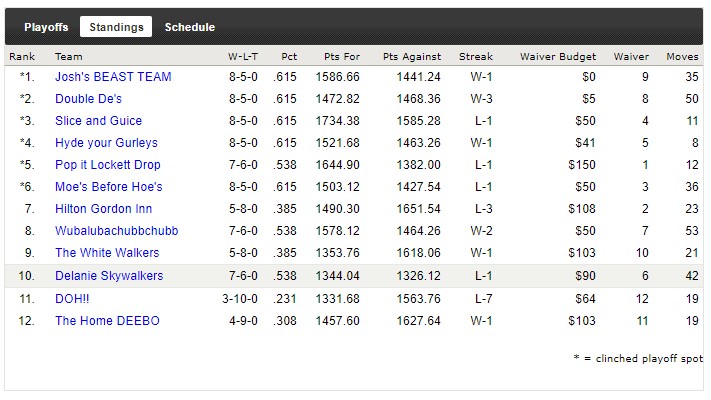 Playoffs Standings Schedule
Rank Team W-L-T Pct Pts For Pts Against Streak Waiver Budget Waiver Moves
*1. Josh's BEAST TEAM 8-5-0 .615 1586.66 1441.24 W-1 $0 9 35
*2. Double De's 8-5-0 .615 1472.82 1468.36 W-3 $5 8 50
*3. Slice and Guice 8-5-0 .615 1734.38 1585.28 L-1 $50 4 11
*4. Hyde your Gurleys 8-5-0 .615 1521.68 1463.26 W-1 $41 5 8
*5. Pop it Lockett Drop 7-6-0 .538 1644.90 1382.00 L-1 $150 1 12
*6. Moe's Before Hoe's 8-5-0 .615 1503.12 1427.54 L-1 $50 3 36
7. Hilton Gordon Inn 5-8-0 .385 1490.30 1651.54 L-3 $108 2 23
8. Wubalubachubbchubb 7-6-0 .538 1578.12 1464.26 W-2 $50 7 53
9. The White Walkers 5-8-0 .385 1353.76 1618.06 W-1 $103 10 21
10. Delanie Skywalkers 7-6-0 .538 1344.04 1326.12 L-1 $90 6 42
11. DOH!! 3-10-0 .231 1331.68 1563.76 L-7 $64 12 19
12. The Home DEEBO 4-9-0 .308 1457.60 1627.64 W-1 $103 11 19
* = clinched playoff spot